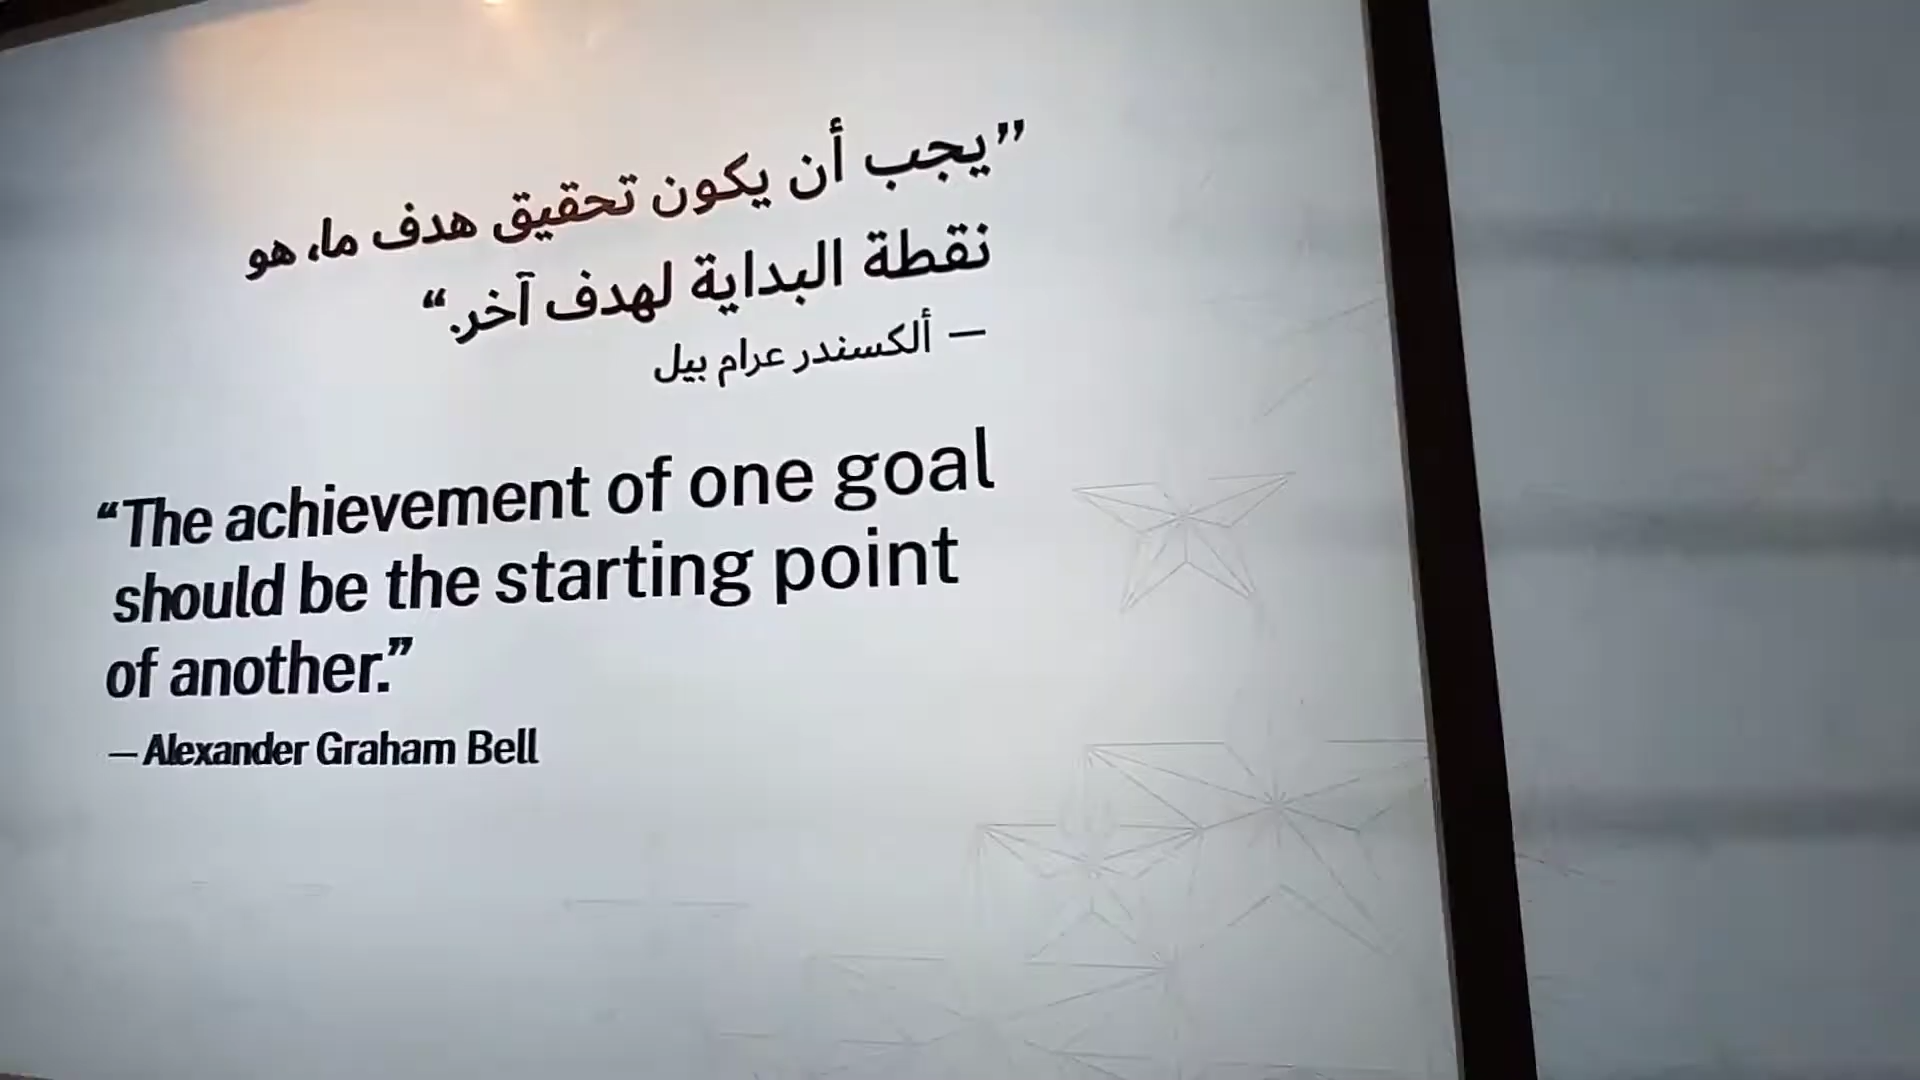 ”يجب أن يكون تحقيق هدف ما، هو
نقطة البداية لهدف آخر.“
— ألكسندر عرام بيل
“The achievement of one goal
should be the starting point
of another.”
— Alexander Graham Bell